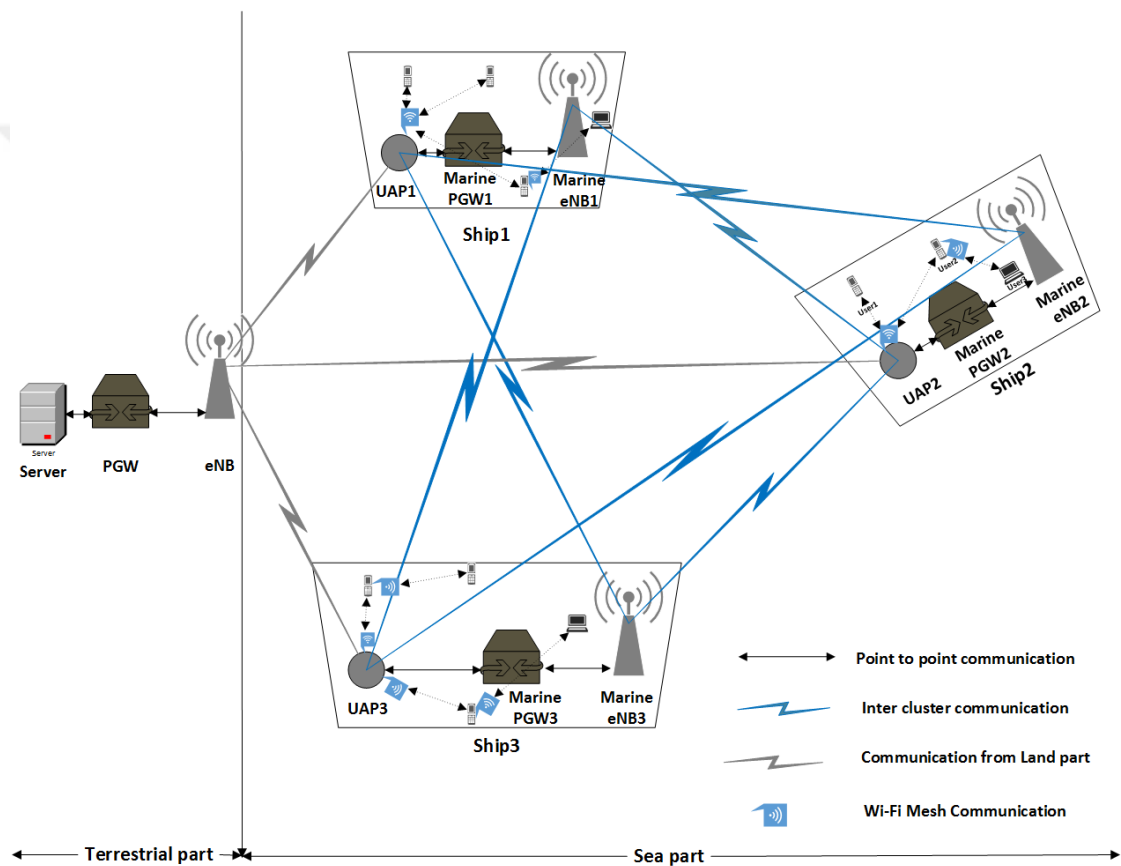 UAP1
Marine
PGW1
Marine
eNB1
Ship1
User1
User2
User3
UAP2
Marine
PGW2
Marine
eNB2
Ship2
Server
Server
PGW
eNB
UAP3
Marine
PGW3
Marine
eNB3
Ship3
Point to point communication
Inter cluster communication
Communication from Land part
Wi-Fi Mesh Communication
Terrestrial part
Sea part